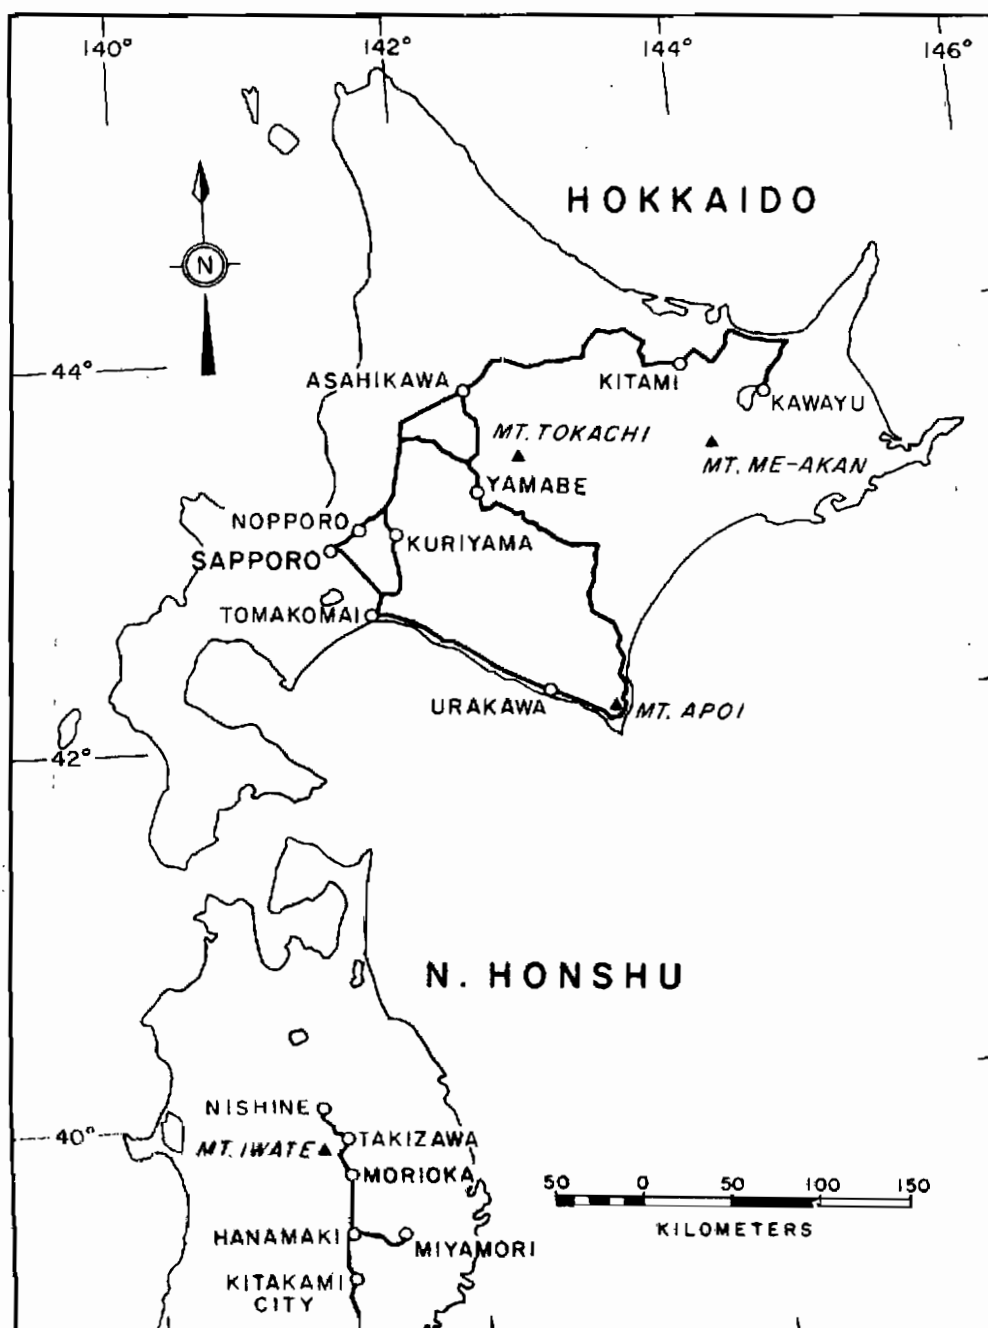 140° 142° 144° 146°
HOKKAIDO
N
44°
ASAHIKAWA
KITAMI
KAWAYU
MT. TOKACHI
MT. ME-AKAN
YAMABE
NOPPORO
KURIYAMA
SAPPORO
TOMAKOMAI
URAKAWA
MT. APOI
42°
N. HONSHU
NISHINE
40°
TAKIZAWA
MT. IWATE
MORIOKA
50 0 50 100 150
KILOMETERS
HANAMAKI
MIYAMORI
KITAKAMI
CITY